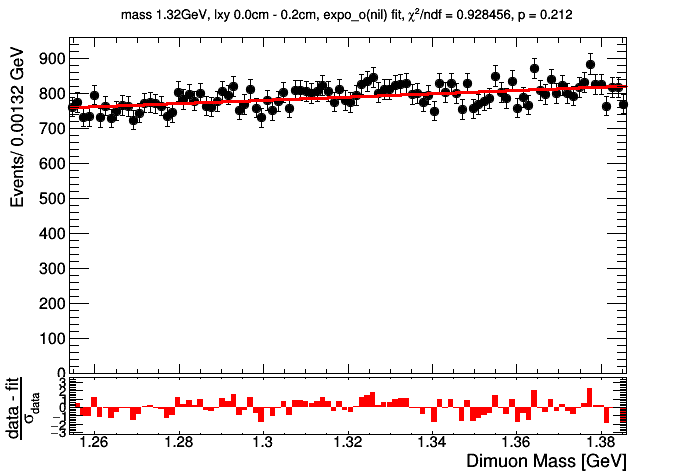 mass 1.32GeV, lxy 0.0cm - 0.2cm, expo_o(nil) fit, χ²/ndf = 0.928456, p = 0.212
Events/ 0.00132 GeV
900
800
700
600
500
400
300
200
100
0
data - fit
σdata
3
2
1
0
−1
−2
−3
1.26 1.28 1.3 1.32 1.34 1.36 1.38
Dimuon Mass [GeV]